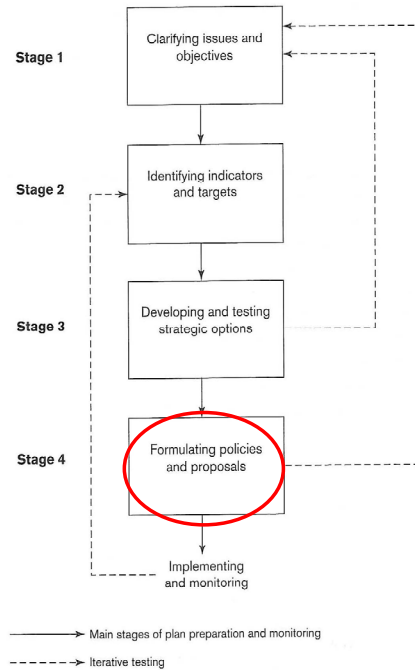 Stage 1
Clarifying issues and
objectives
Stage 2
Identifying indicators
and targets
Stage 3
Developing and testing
strategic options
Stage 4
Formulating policies
and proposals
Implementing
and monitoring
Main stages of plan preparation and monitoring
Iterative testing